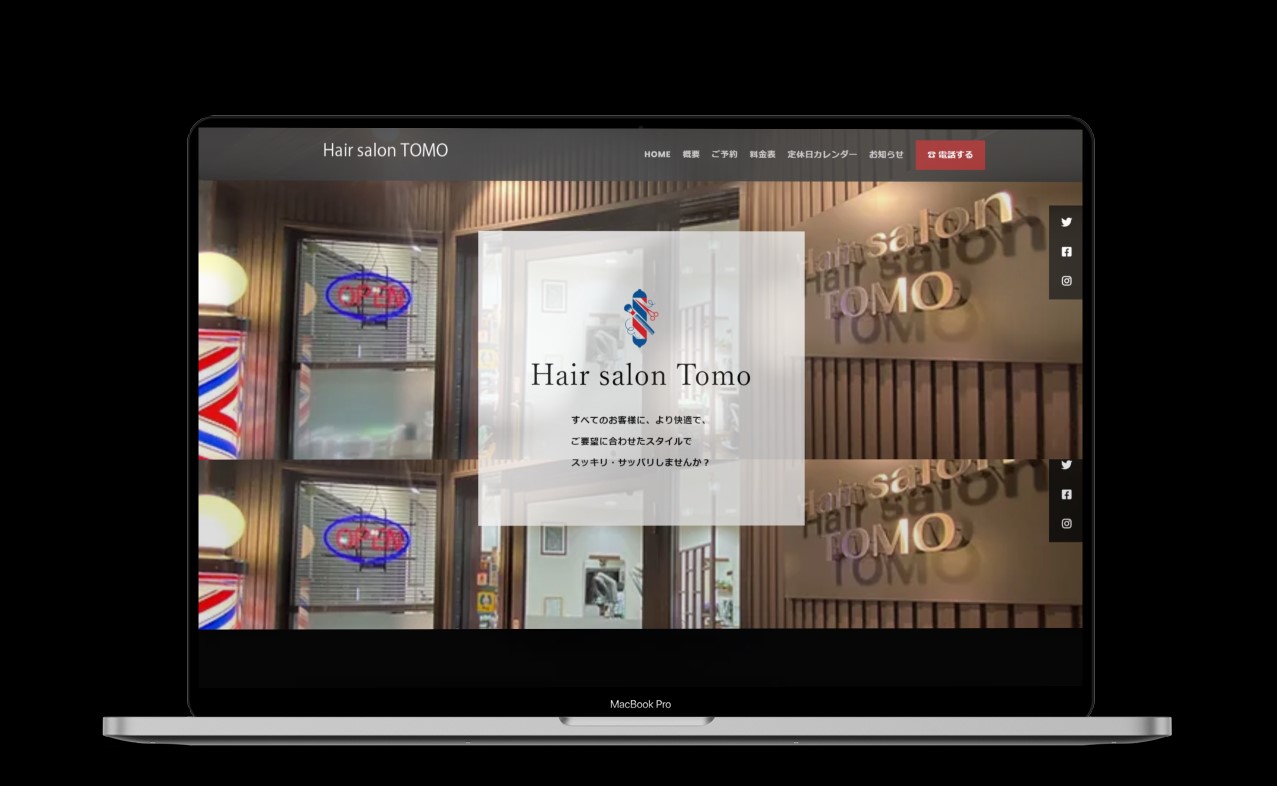 Hair salon TOMO
HOME 概要 ご予約 料金表 定休日カレンダー お知らせ ☎ 電話する
OPEN
Hair salon
TOMO
Hair salon Tomo
すべてのお客様に、より快適で、
ご要望に合わせたスタイルで
スッキリ・サッパリしませんか？
OPEN
Hair salon
TOMO
MacBook Pro